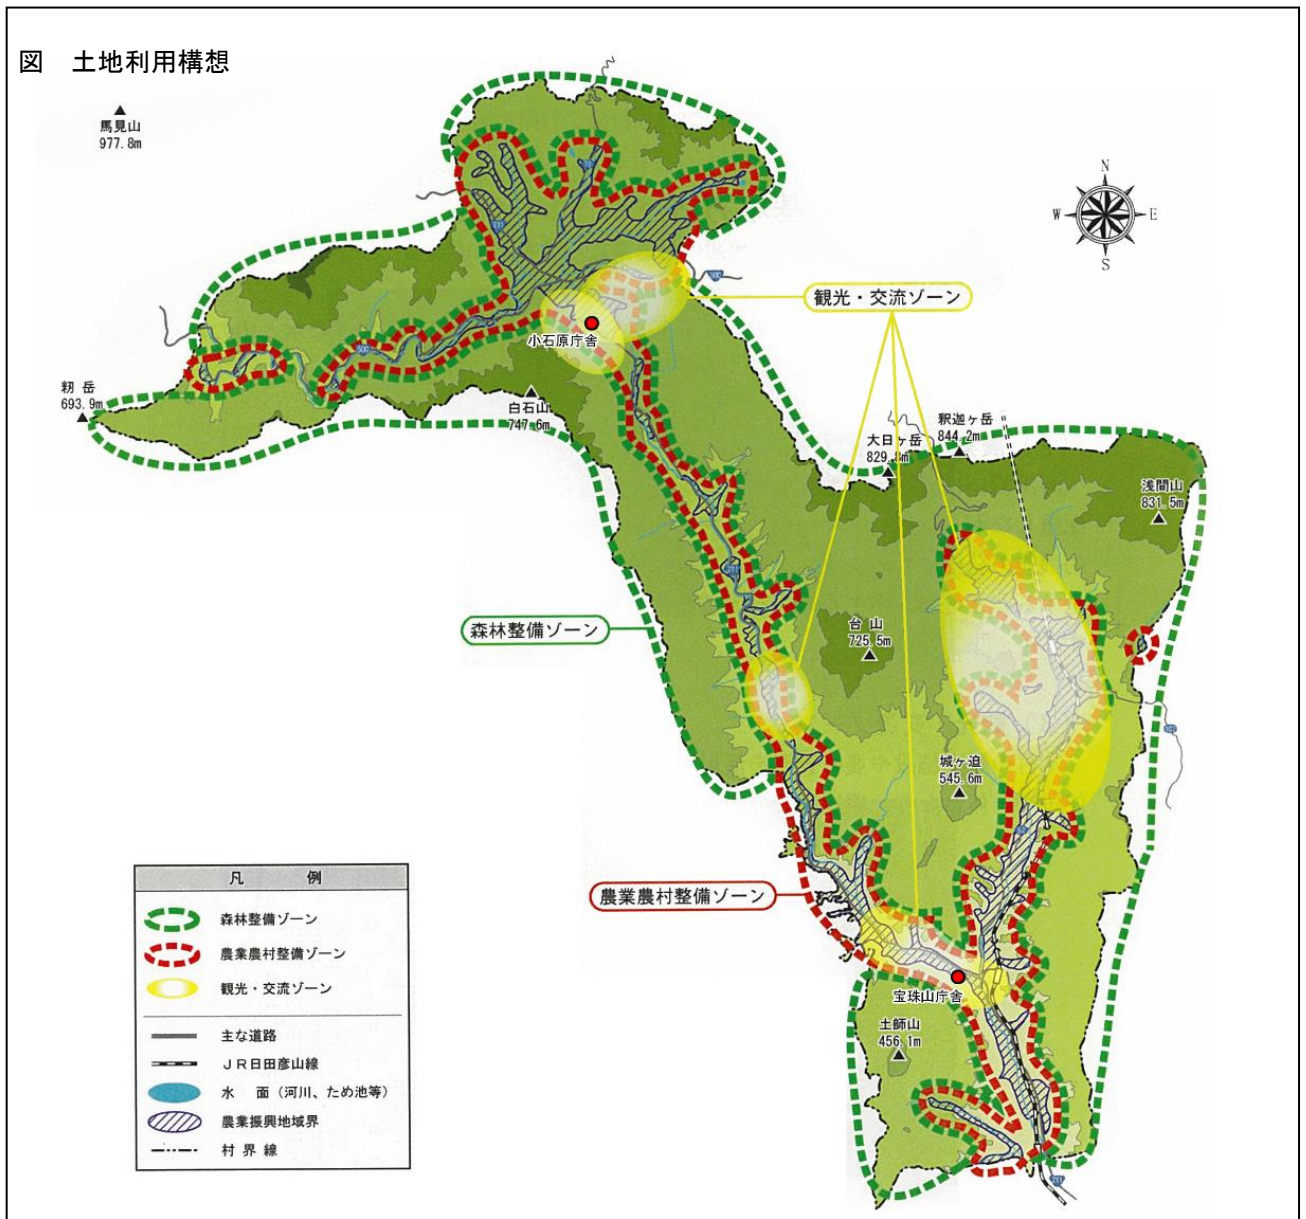 図 土地利用構想
馬見山
977.8m
N
W
E
S
211
500
観光・交流ゾーン
小石原庁舎
500
籾岳
693.9m
白石山
747.6m
大日ヶ岳
829.8m
釈迦ヶ岳
844.2m
浅間山
831.5m
211
森林整備ゾーン
台山
725.5m
城ヶ迫
545.6m
農業農村整備ゾーン
宝珠山庁舎
土師山
456.1m
211
凡 例
森林整備ゾーン
農業農村整備ゾーン
観光・交流ゾーン
主な道路
JR日田彦山線
水 面（河川、ため池等）
農業振興地域界
村界線